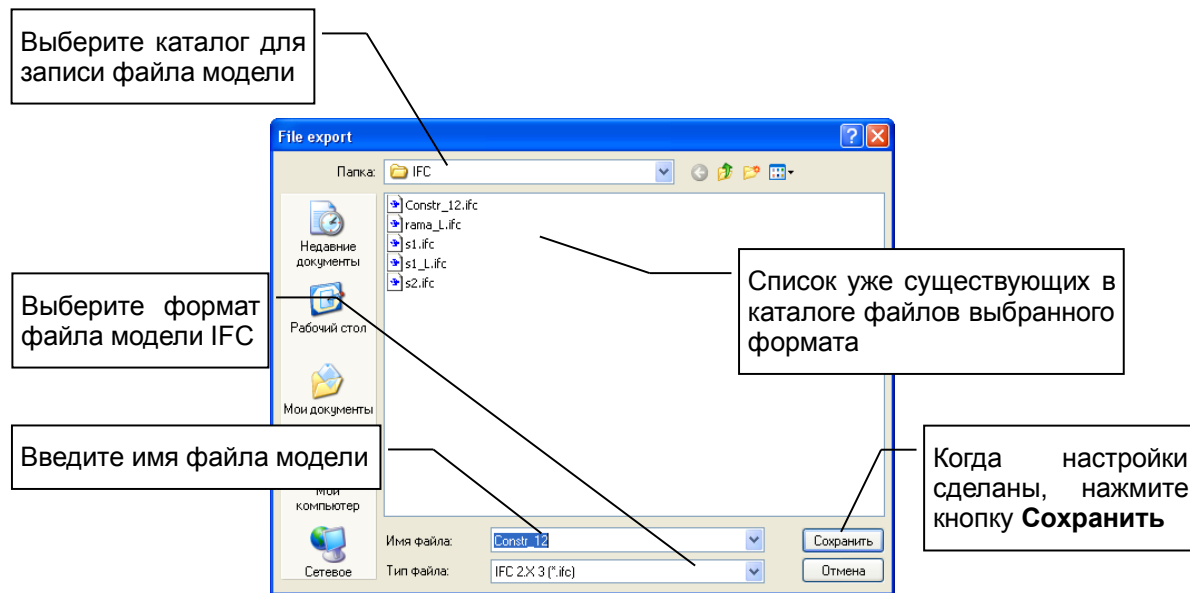 Выберите каталог для
записи файла модели
File export
Папка:
IFC
Constr_12.ifc
rama_L.ifc
s1.ifc
s1_L.ifc
s2.ifc
Недавние
документы
Рабочий стол
Мои документы
Мой
компьютер
Сетевое
Выберите формат
файла модели IFC
Список уже существующих в
каталоге файлов выбранного
формата
Введите имя файла модели
Когда настройки
сделаны, нажмите
кнопку Сохранить
Имя файла:
Constr_12
Сохранить
Тип файла:
IFC 2.X 3 (*.ifc)
Отмена